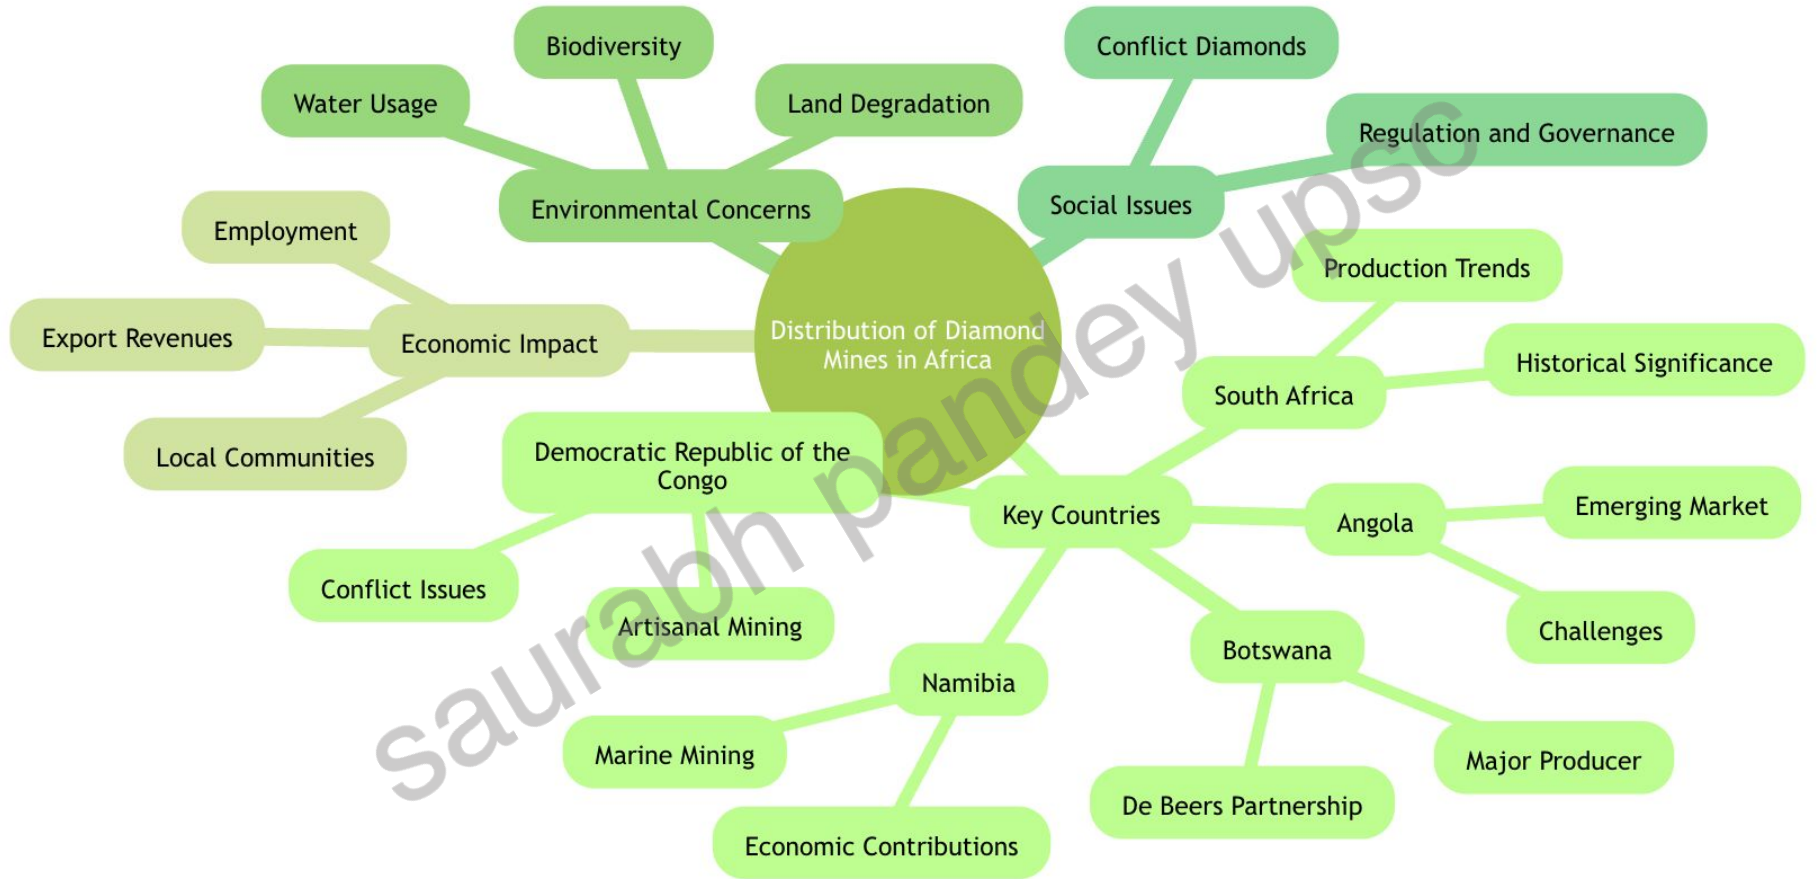 Biodiversity
Conflict Diamonds
Water Usage
Land Degradation
Regulation and Governance
Environmental Concerns
Social Issues
Employment
Production Trends
Export Revenues
Economic Impact
Distribution of Diamond
Mines in Africa
Historical Significance
South Africa
Local Communities
Democratic Republic of the
Congo
Key Countries
Angola
Emerging Market
Conflict Issues
Artisanal Mining
Challenges
Botswana
Namibia
Marine Mining
Major Producer
De Beers Partnership
Economic Contributions
saurabh pandey upsc